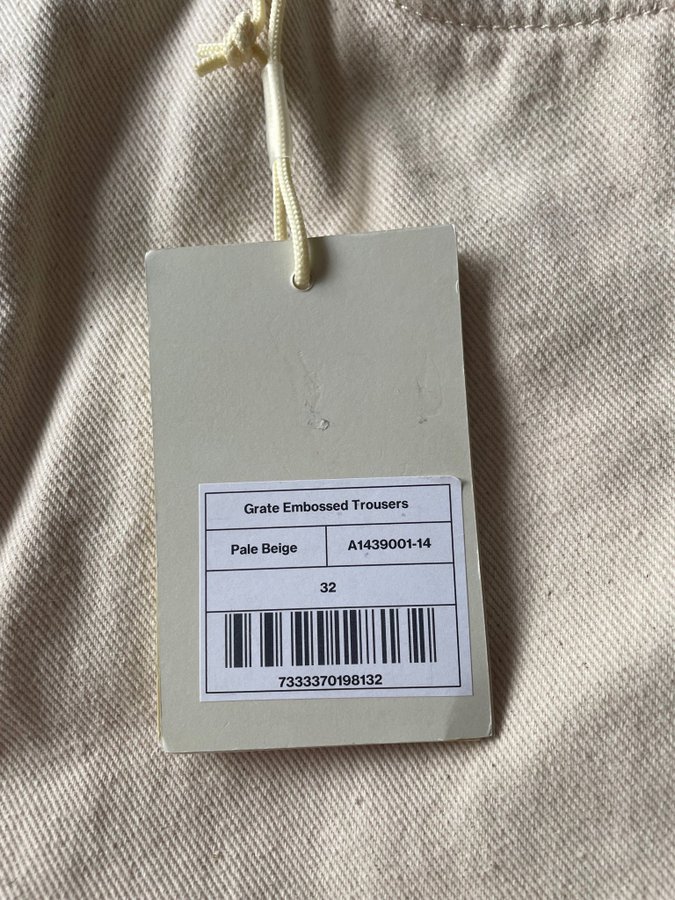 Grate Embossed Trousers
Pale Beige A1439001-14
32
7333370198132